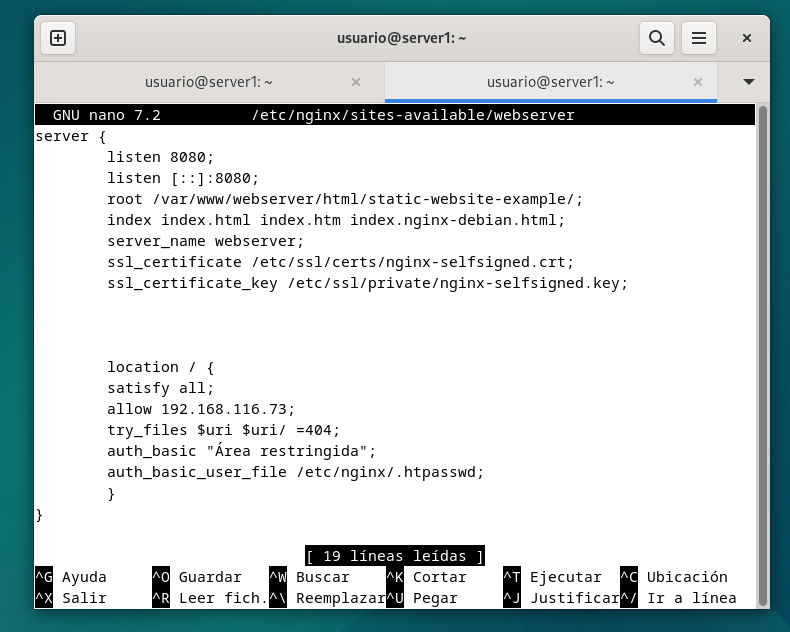 usuario@server1: ~
usuario@server1: ~ × usuario@server1: ~ ×
GNU nano 7.2 /etc/nginx/sites-available/webserver
server {
listen 8080;
listen [::]:8080;
root /var/www/webserver/html/static-website-example/;
index index.html index.htm index.nginx-debian.html;
server_name webserver;
ssl_certificate /etc/ssl/certs/nginx-selfsigned.crt;
ssl_certificate_key /etc/ssl/private/nginx-selfsigned.key;
location / {
satisfy all;
allow 192.168.116.73;
try_files $uri $uri/ =404;
auth_basic "Área restringida";
auth_basic_user_file /etc/nginx/.htpasswd;
}
}
[ 19 líneas leídas ]
^G Ayuda ^O Guardar ^W Buscar ^K Cortar ^T Ejecutar ^C Ubicación
^X Salir ^R Leer fich. ^\ Reemplazar ^U Pegar ^J Justificar ^/ Ir a línea